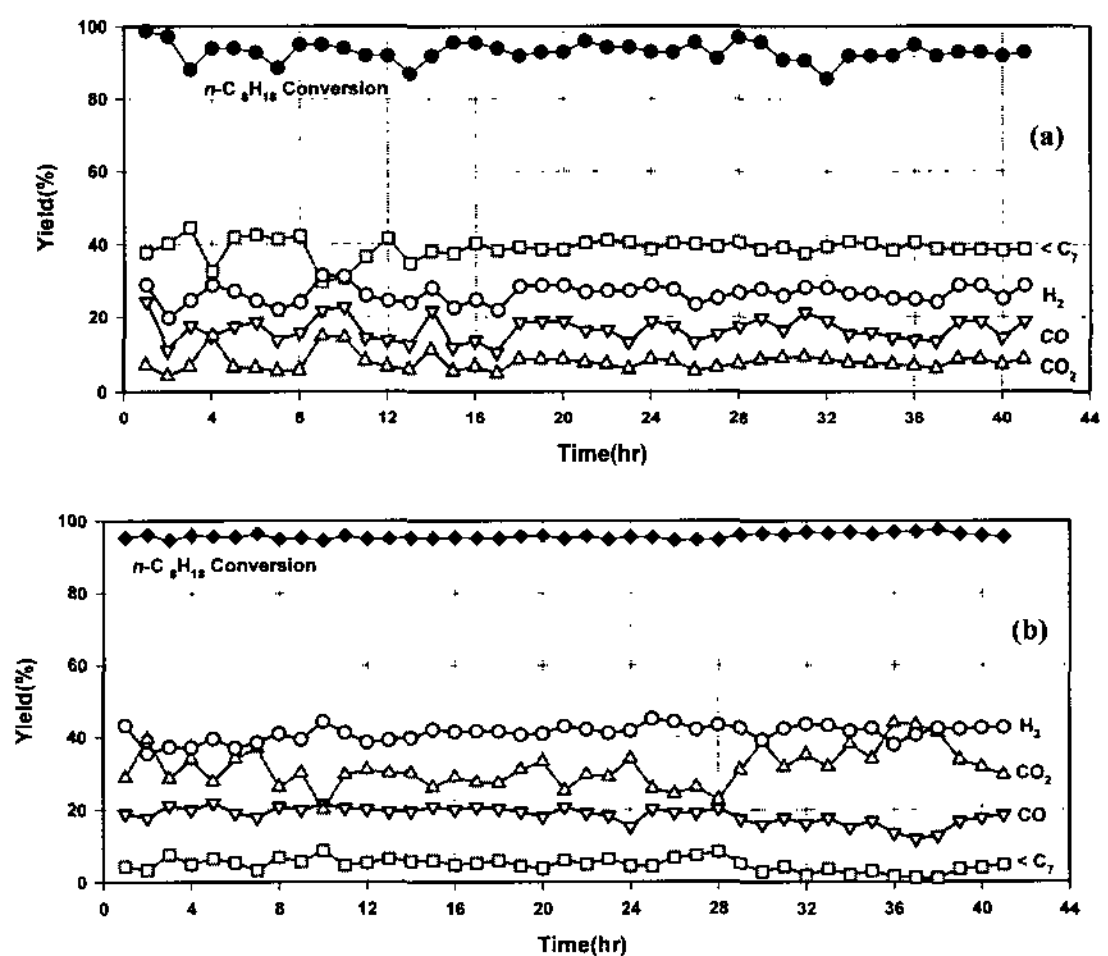 100
80
60
40
20
0
Yield(%)
n-C 8H18 Conversion
(a)
< C7
H2
CO
CO2
0 4 8 12 16 20 24 28 32 36 40 44
Time(hr)
100
80
60
40
20
0
Yield(%)
n-C 8H18 Conversion
(b)
H2
CO2
CO
< C7
0 4 8 12 16 20 24 28 32 36 40 44
Time(hr)